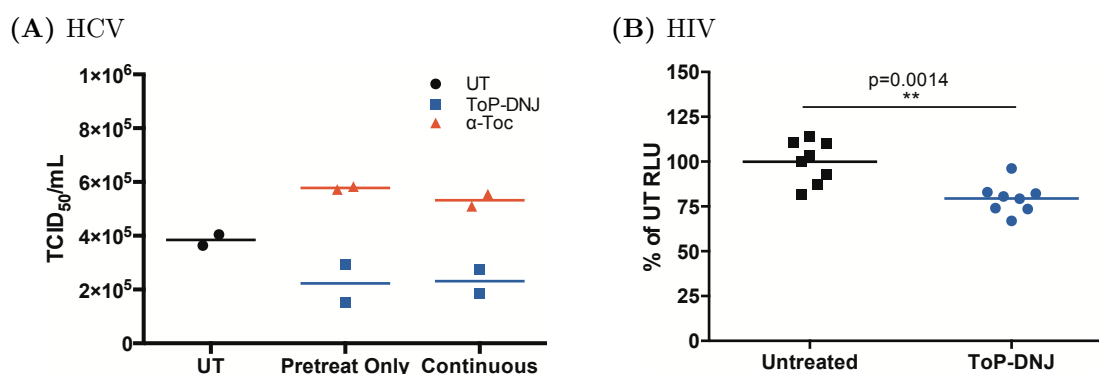 (A) HCV
1×10⁶
8×10⁵
6×10⁵
4×10⁵
2×10⁵
0
TCID₅₀/mL
UT
ToP-DNJ
α-Toc
UT
Pretreat Only
Continuous
(B) HIV
150
125
100
75
50
25
0
% of UT RLU
p=0.0014
**
Untreated
ToP-DNJ